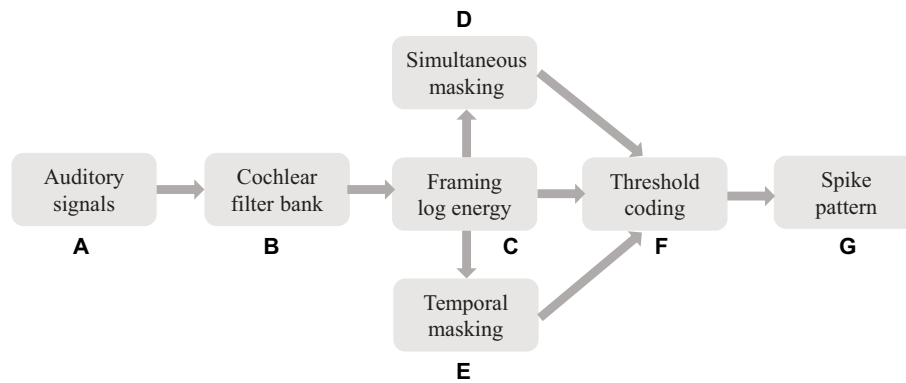 D
Simultaneous
masking
Auditory
signals
A
Cochlear
filter bank
B
Framing
log energy
C
Threshold
coding
F
Spike
pattern
G
Temporal
masking
E